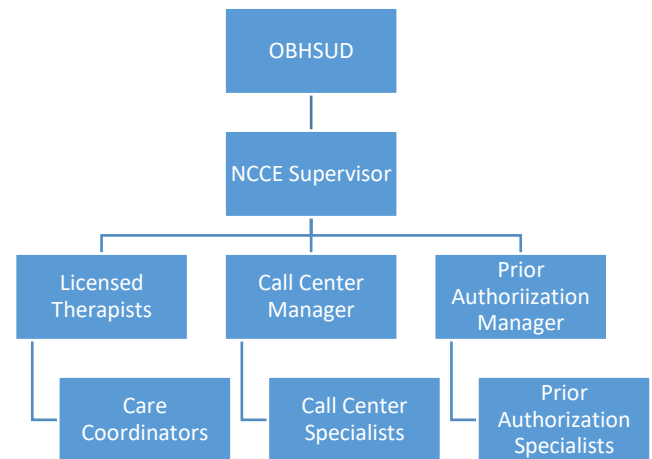 OBHSUD
NCCE Supervisor
Licensed
Therapists
Call Center
Manager
Prior
Authoriization
Manager
Care
Coordinators
Call Center
Specialists
Prior
Authorization
Specialists